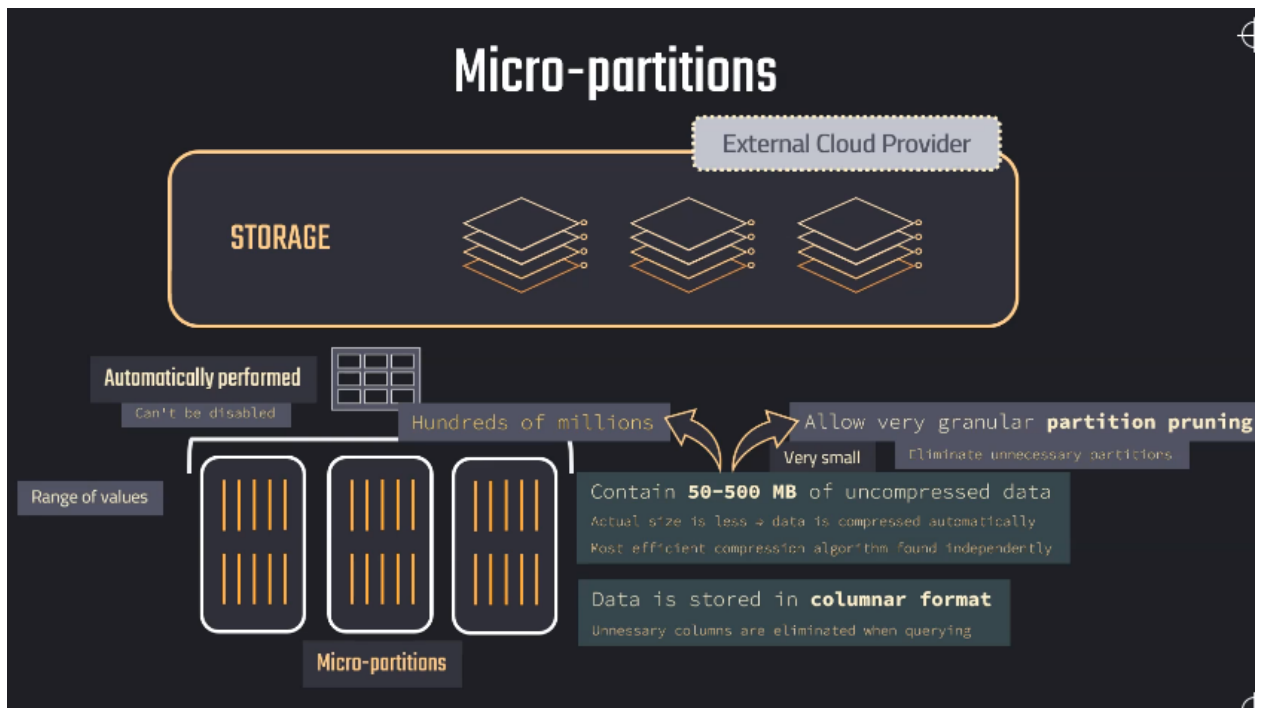 Micro-partitions
External Cloud Provider
STORAGE
Automatically performed
Can't be disabled
Hundreds of millions
Allow very granular partition pruning
Very small
Eliminate unnecessary partitions
Range of values
Contain 50-500 MB of uncompressed data
Actual size is less → data is compressed automatically
Most efficient compression algorithm found independently
Data is stored in columnar format
Unnessary columns are eliminated when querying
Micro-partitions